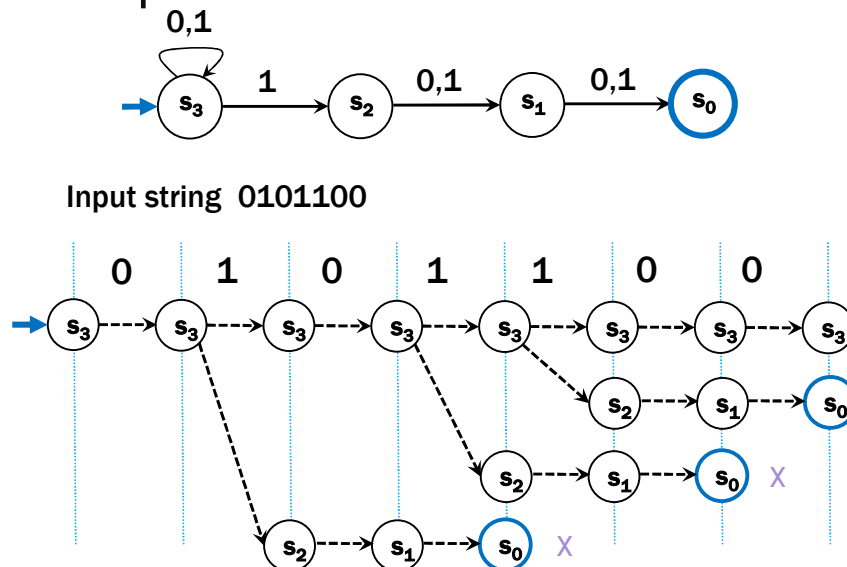 0,1
s₃ 1 s₂ 0,1 s₁ 0,1 s₀
Input string 0101100
0 1 0 1 1 0 0
s₃ s₃ s₃ s₃ s₃ s₃ s₃ s₃
s₂ s₁ s₀
s₂ s₁ s₀ X
s₂ s₁ s₀ X